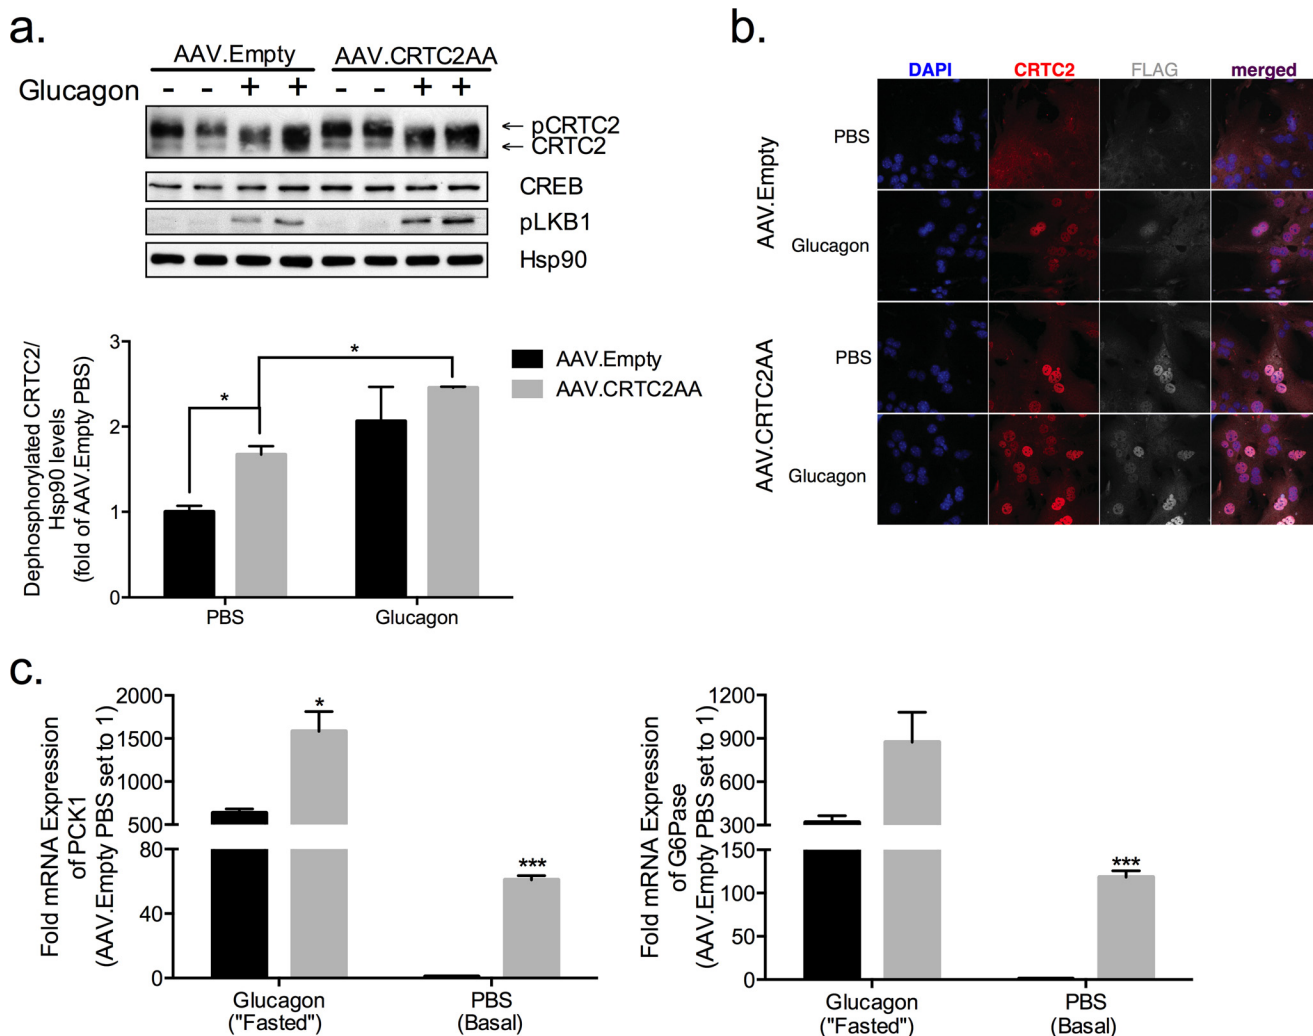 a.
AAV.Empty AAV.CRTC2AA
Glucagon - - + + - - + +
← pCRTC2
← CRTC2
CREB
pLKB1
Hsp90
Dephosphorylated CRTC2/
Hsp90 levels
(fold of AAV.Empty PBS)
3
2
1
0
*
*
PBS Glucagon
AAV.Empty
AAV.CRTC2AA
b.
DAPI CRTC2 FLAG merged
AAV.Empty
PBS
Glucagon
AAV.CRTC2AA
PBS
Glucagon
c.
Fold mRNA Expression
of PCK1
(AAV.Empty PBS set to 1)
2000
1500
1000
500
80
40
0
*
***
Glucagon PBS
("Fasted") (Basal)
Fold mRNA Expression
of G6Pase
(AAV.Empty PBS set to 1)
1200
900
600
300
150
100
50
0
***
Glucagon PBS
("Fasted") (Basal)